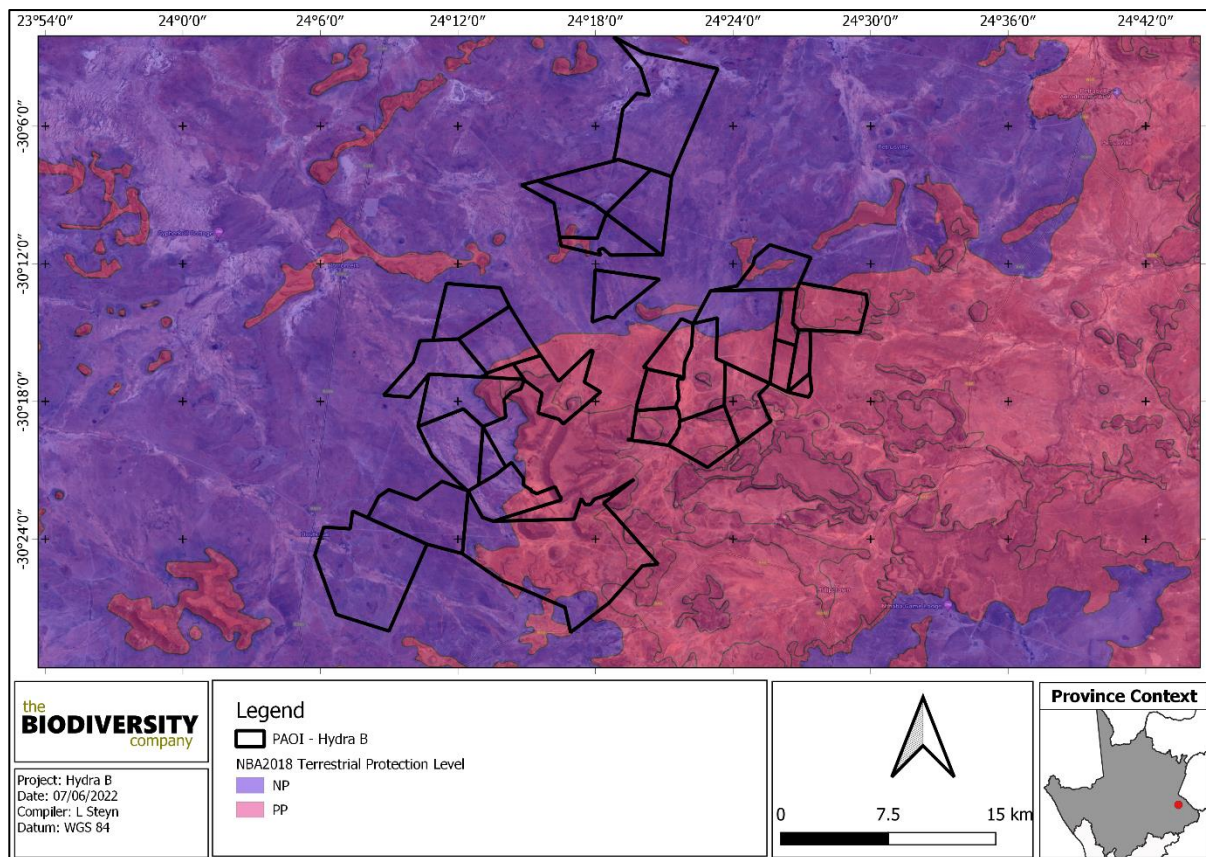 23°54′0″ 24°0′0″ 24°6′0″ 24°12′0″ 24°18′0″ 24°24′0″ 24°30′0″ 24°36′0″ 24°42′0″
-30°6′0″
-30°12′0″
-30°18′0″
-30°24′0″
the
BIODIVERSITY
company
Project: Hydra B
Date: 07/06/2022
Compiler: L Steyn
Datum: WGS 84
Legend
PAOI - Hydra B
NBA2018 Terrestrial Protection Level
NP
PP
0 7.5 15 km
Province Context